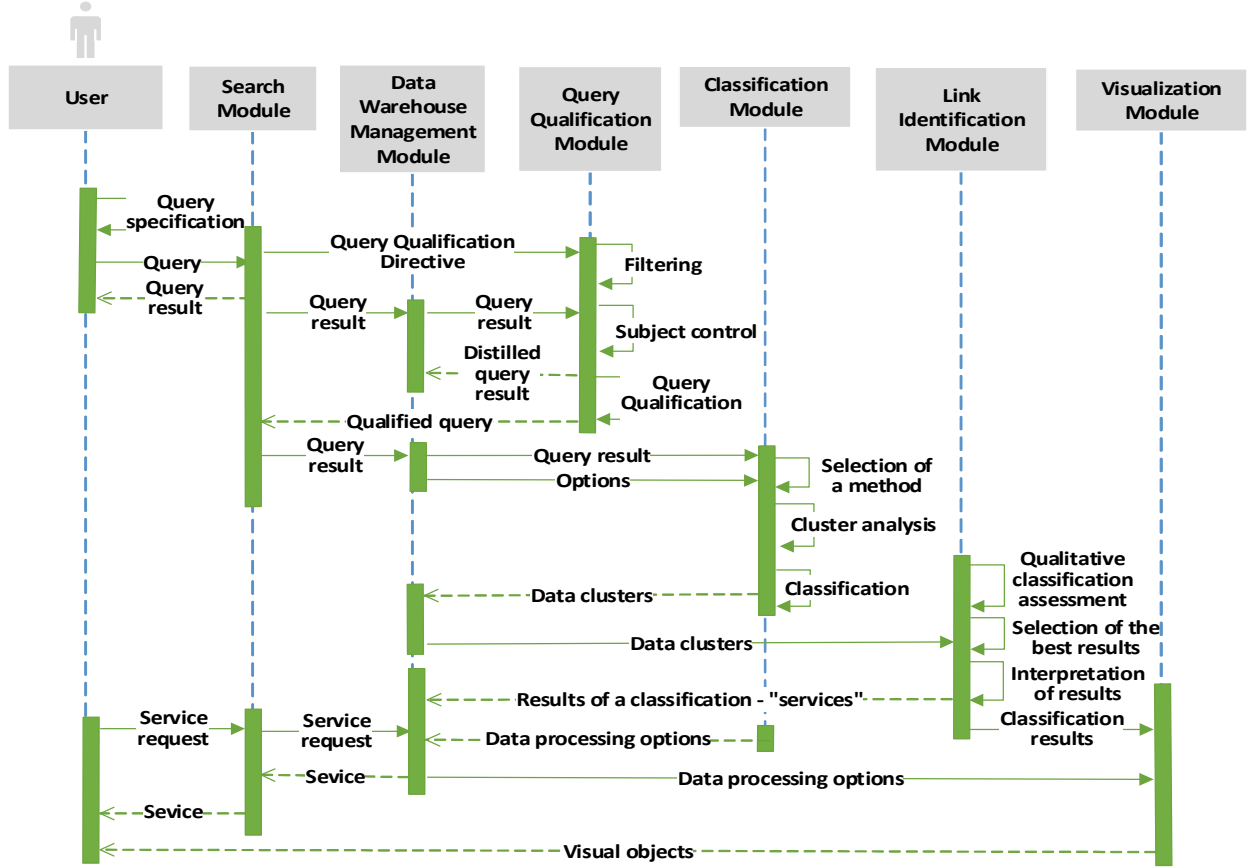 User
Search
Module
Data
Warehouse
Management
Module
Query
Qualification
Module
Classification
Module
Link
Identification
Module
Visualization
Module
Query
specification
Query
Query
result
Query Qualification
Directive
Filtering
Query
result
Query
result
Subject control
Distilled
query
result
Query
Qualification
Qualified query
Query
result
Query result
Options
Selection of
a method
Cluster analysis
Classification
Data clusters
Qualitative
classification
assessment
Data clusters
Selection of the
best results
Interpretation
of results
Results of a classification - "services"
Service
request
Service
request
Classification
results
Data processing options
Sevice
Data processing options
Sevice
Visual objects